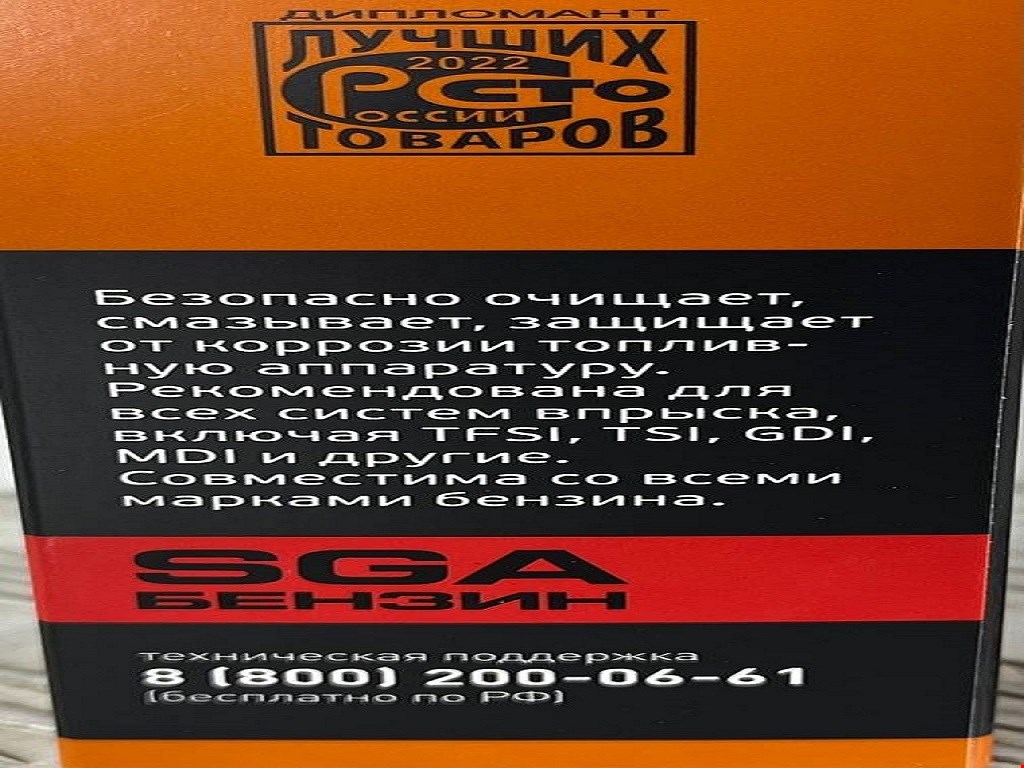 ДИПЛОМАНТ
ЛУЧШИХ
2022
СТО
РОССИИ
ТОВАРОВ
Безопасно очищает,
смазывает, защищает
от коррозии топлив-
ную аппаратуру.
Рекомендована для
всех систем впрыска,
включая TFSI, TSI, GDI,
MDI и другие.
Совместима со всеми
марками бензина.
SGA
БЕНЗИН
техническая поддержка
8 (800) 200-06-61
(бесплатно по РФ)